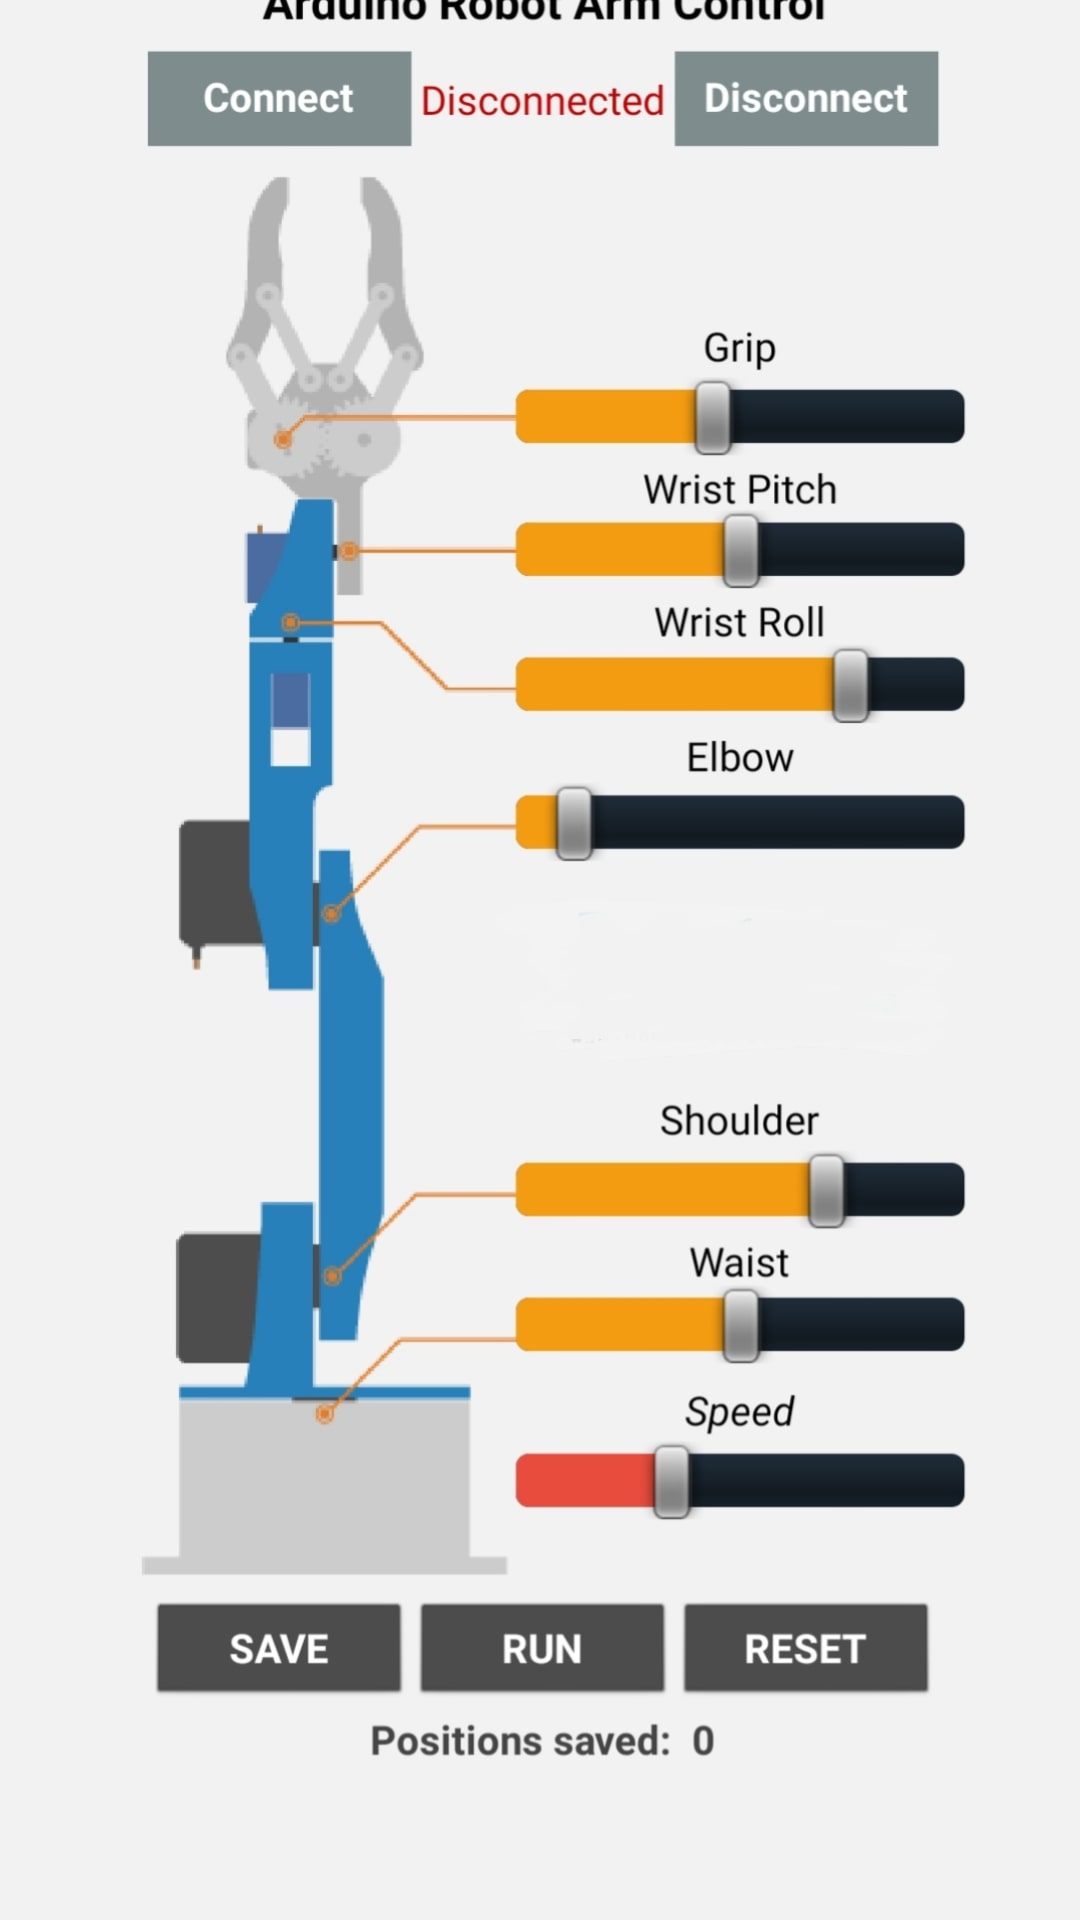 Arduino Robot Arm Control
Connect Disconnected Disconnect
Grip
Wrist Pitch
Wrist Roll
Elbow
Shoulder
Waist
Speed
SAVE RUN RESET
Positions saved: 0